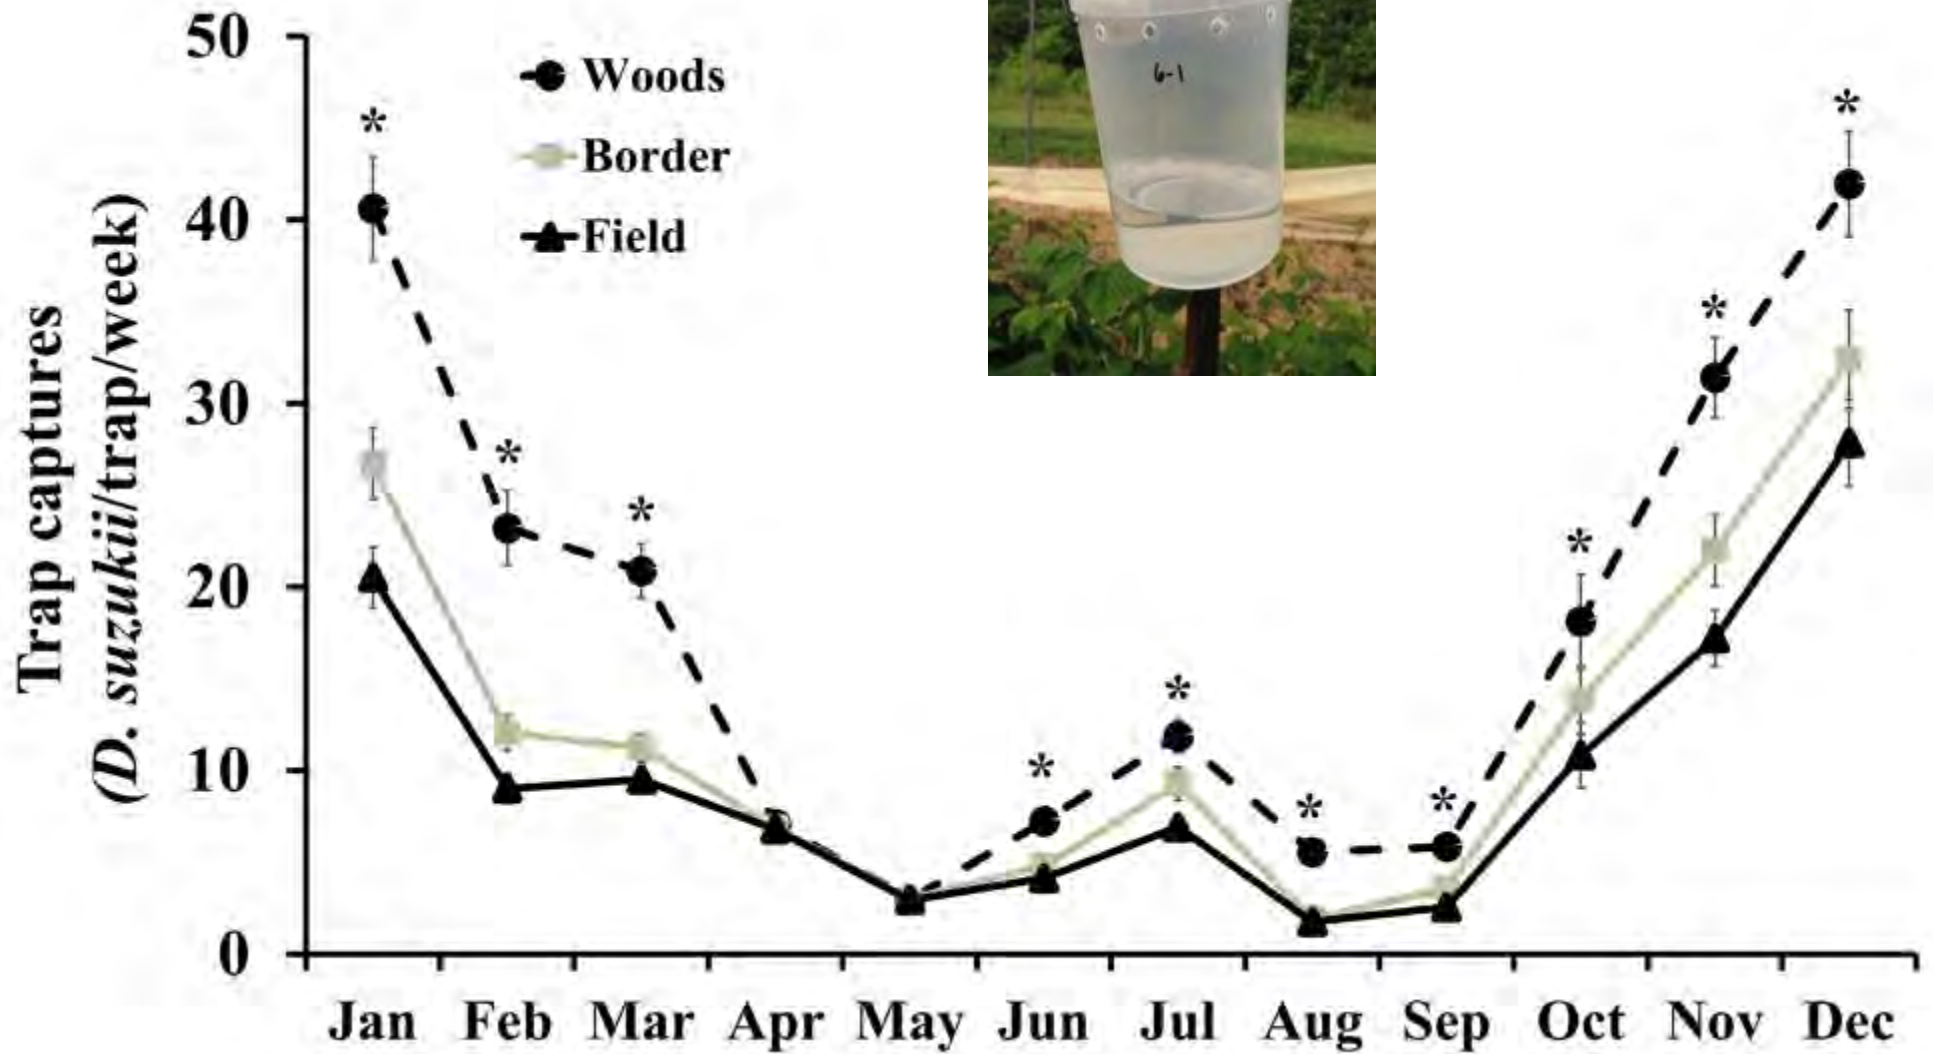 50
40
30
20
10
0
Trap captures
(D. suzukii/trap/week)
Woods
Border
Field
6-1
*
*
*
*
*
*
*
*
*
*
Jan Feb Mar Apr May Jun Jul Aug Sep Oct Nov Dec